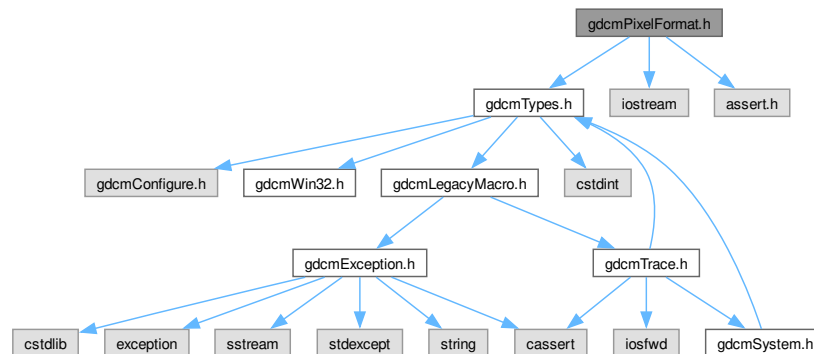 gdcmPixelFormat.h
gdcmTypes.h
iostream
assert.h
gdcmConfigure.h
gdcmWin32.h
gdcmLegacyMacro.h
cstdint
gdcmException.h
gdcmTrace.h
cstdlib
exception
sstream
stdexcept
string
cassert
iosfwd
gdcmSystem.h